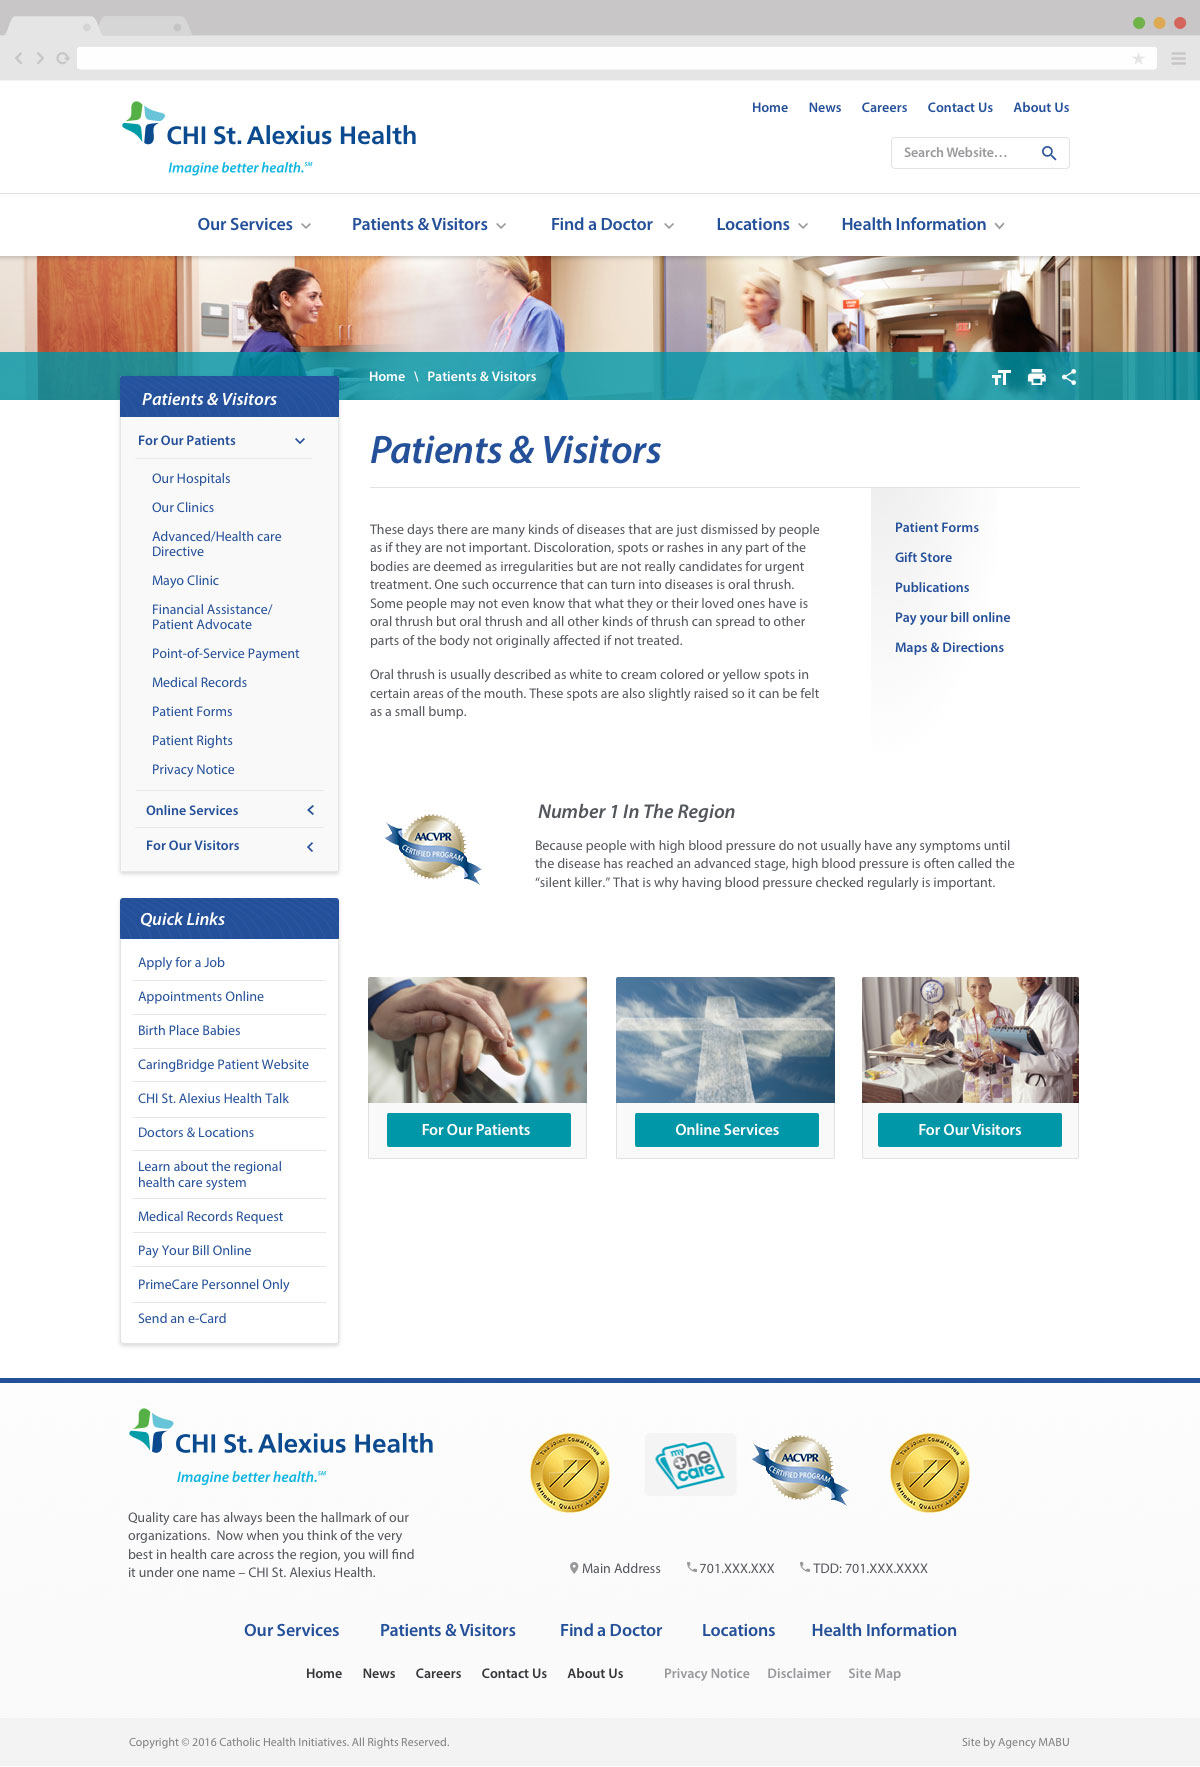 Home News Careers Contact Us About Us
CHI St. Alexius Health
Imagine better health.℠
Search Website...
Our Services Patients & Visitors Find a Doctor Locations Health Information
Home \ Patients & Visitors
Patients & Visitors
For Our Patients
Our Hospitals
Our Clinics
Advanced/Health care
Directive
Mayo Clinic
Financial Assistance/
Patient Advocate
Point-of-Service Payment
Medical Records
Patient Forms
Patient Rights
Privacy Notice
Online Services
For Our Visitors
Quick Links
Apply for a Job
Appointments Online
Birth Place Babies
CaringBridge Patient Website
CHI St. Alexius Health Talk
Doctors & Locations
Learn about the regional
health care system
Medical Records Request
Pay Your Bill Online
PrimeCare Personnel Only
Send an e-Card
Patients & Visitors
These days there are many kinds of diseases that are just dismissed by people
as if they are not important. Discoloration, spots or rashes in any part of the
bodies are deemed as irregularities but are not really candidates for urgent
treatment. One such occurrence that can turn into diseases is oral thrush.
Some people may not even know that what they or their loved ones have is
oral thrush but oral thrush and all other kinds of thrush can spread to other
parts of the body not originally affected if not treated.
Oral thrush is usually described as white to cream colored or yellow spots in
certain areas of the mouth. These spots are also slightly raised so it can be felt
as a small bump.
Patient Forms
Gift Store
Publications
Pay your bill online
Maps & Directions
AACVPR
CERTIFIED PROGRAM
Number 1 In The Region
Because people with high blood pressure do not usually have any symptoms until
the disease has reached an advanced stage, high blood pressure is often called the
“silent killer.” That is why having blood pressure checked regularly is important.
For Our Patients
Online Services
For Our Visitors
CHI St. Alexius Health
Imagine better health.℠
Quality care has always been the hallmark of our
organizations. Now when you think of the very
best in health care across the region, you will find
it under one name – CHI St. Alexius Health.
The Joint Commission
National Quality Approval
my
one
care
AACVPR
CERTIFIED PROGRAM
The Joint Commission
National Quality Approval
Main Address 701.XXX.XXX TDD: 701.XXX.XXXX
Our Services Patients & Visitors Find a Doctor Locations Health Information
Home News Careers Contact Us About Us Privacy Notice Disclaimer Site Map
Copyright © 2016 Catholic Health Initiatives. All Rights Reserved. Site by Agency MABU